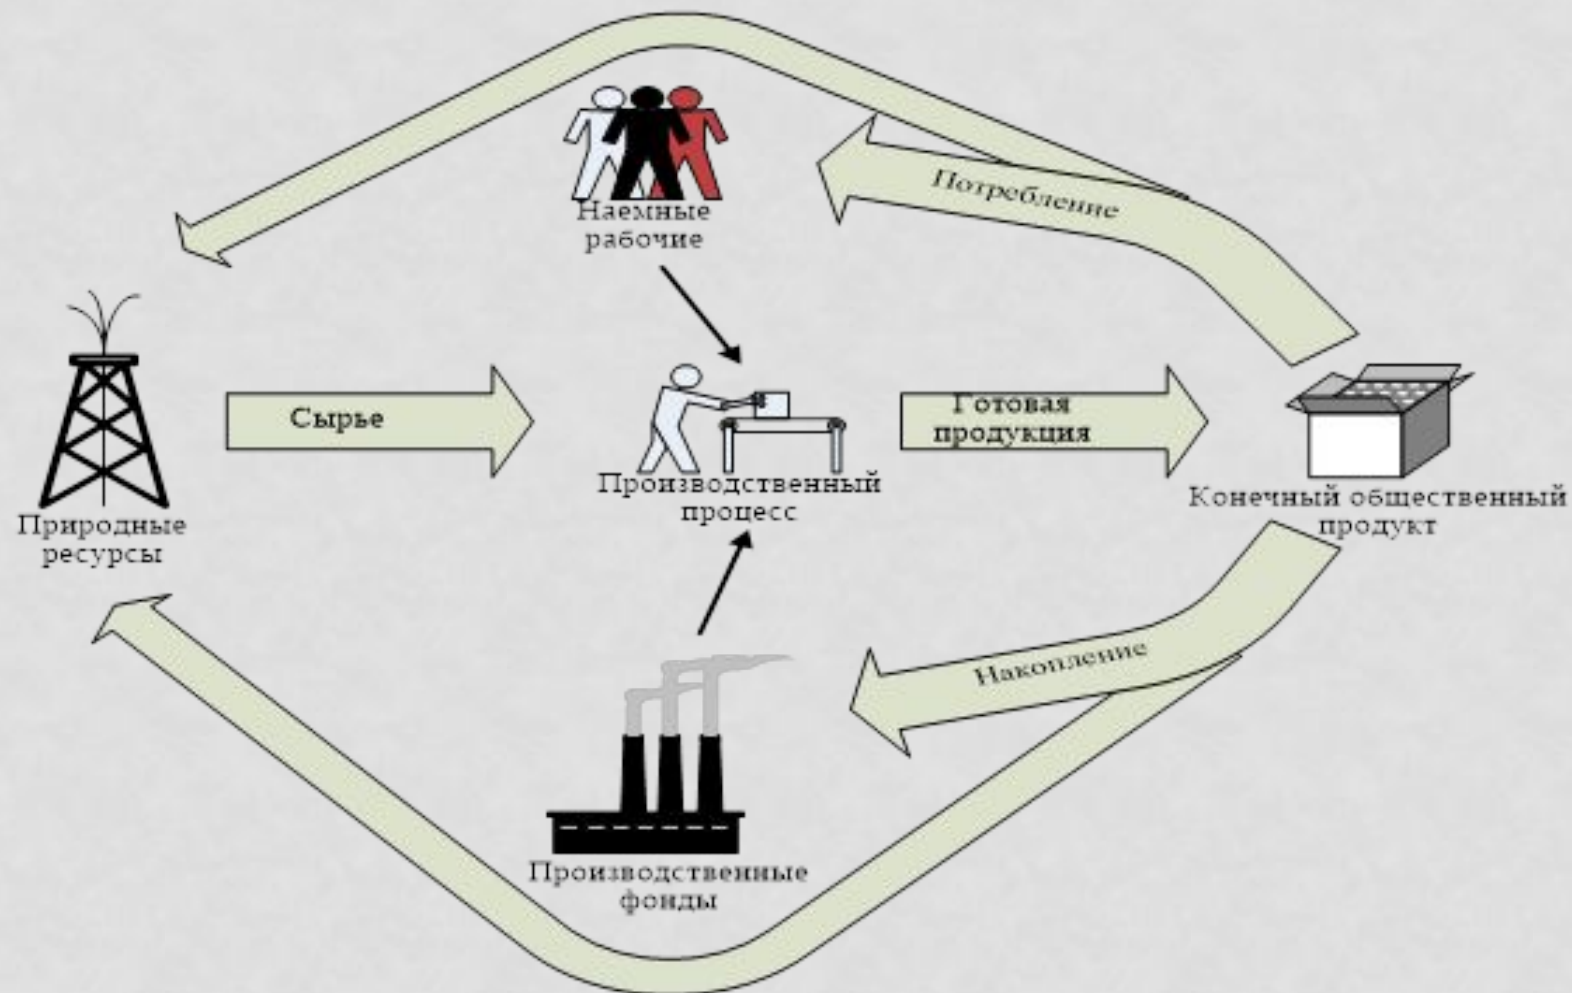 Наемные
рабочие
Потребление
Сырье
Готовая
продукция
Производственный
процесс
Природные
ресурсы
Конечный общественный
продукт
Накопление
Производственные
фонды